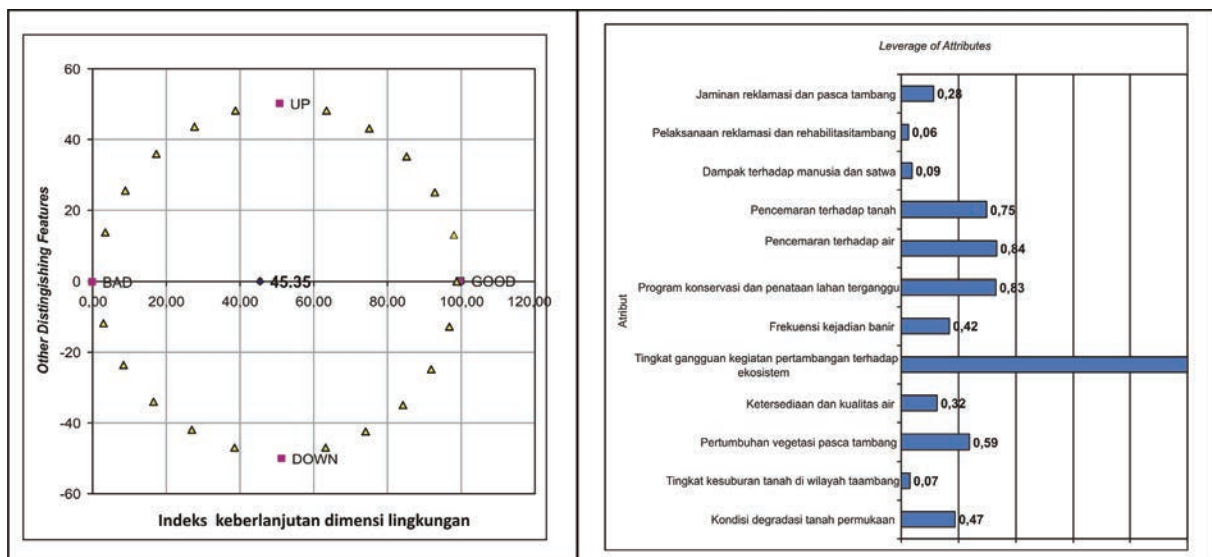 60
40
20
0
-20
-40
-60
Other Distingishing Features
UP
BAD
45.35
GOOD
DOWN
0,00
20,00
40,00
60,00
80,00
100,00
120,00
Indeks keberlanjutan dimensi lingkungan
Leverage of Attributes
Atribut
Jaminan reklamasi dan pasca tambang
0,28
Pelaksanaan reklamasi dan rehabilitasitambang
0,06
Dampak terhadap manusia dan satwa
0,09
Pencemaran terhadap tanah
0,75
Pencemaran terhadap air
0,84
Program konservasi dan penataan lahan terganggu
0,83
Frekuensi kejadian banir
0,42
Tingkat gangguan kegiatan pertambangan terhadap
ekosistem
Ketersediaan dan kualitas air
0,32
Pertumbuhan vegetasi pasca tambang
0,59
Tingkat kesuburan tanah di wilayah taambang
0,07
Kondisi degradasi tanah permukaan
0,47